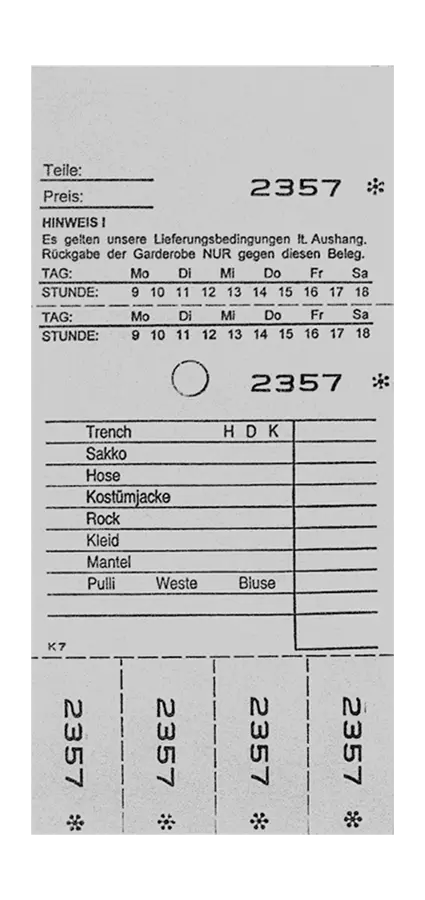 Teile:
Preis:
2357 *
HINWEIS !
Es gelten unsere Lieferungsbedingungen lt. Aushang.
Rückgabe der Garderobe NUR gegen diesen Beleg.
TAG: Mo Di Mi Do Fr Sa
STUNDE: 9 10 11 12 13 14 15 16 17 18
TAG: Mo Di Mi Do Fr Sa
STUNDE: 9 10 11 12 13 14 15 16 17 18
2357 *
Trench H D K
Sakko
Hose
Kostümjacke
Rock
Kleid
Mantel
Pulli Weste Bluse
K7
2357 *
2357 *
2357 *
2357 *